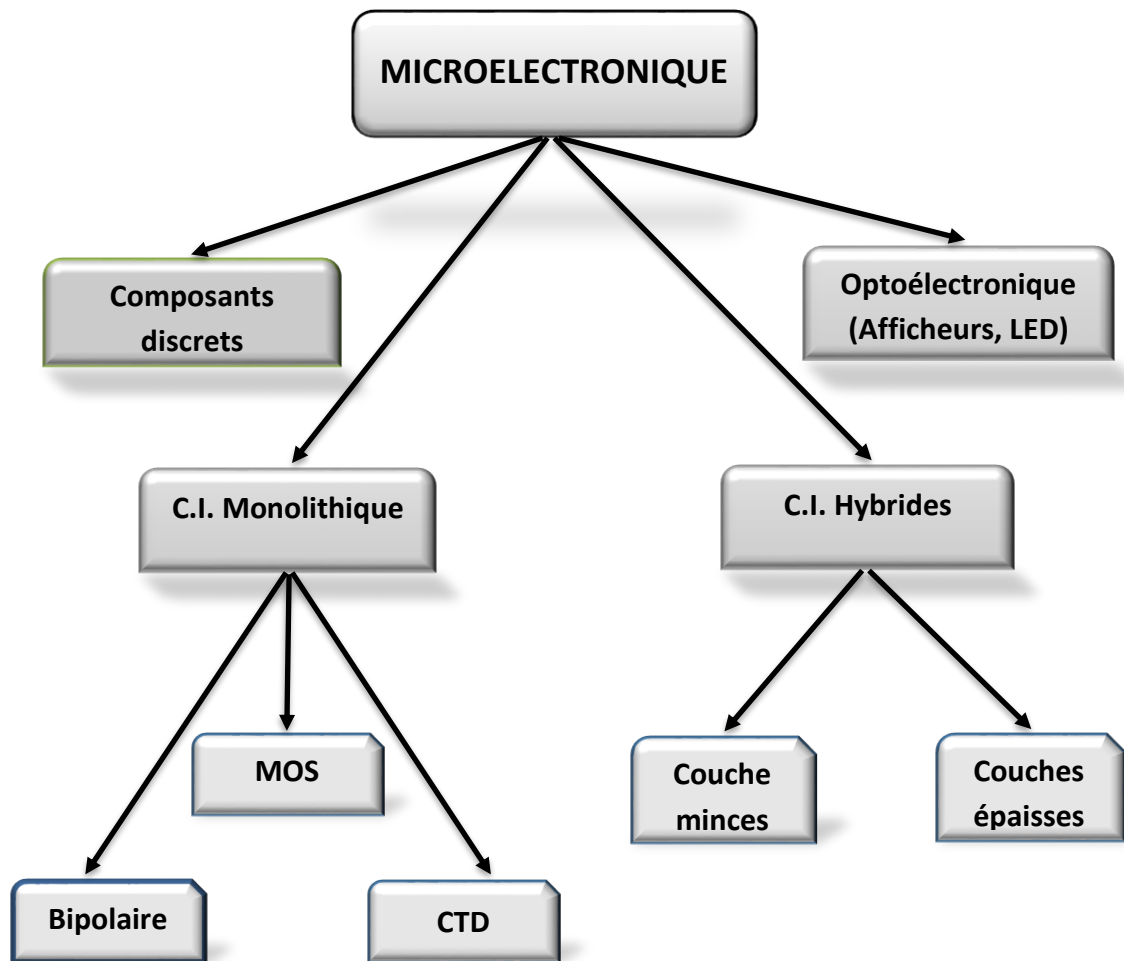 MICROELECTRONIQUE
Composants
discrets
Optoélectronique
(Afficheurs, LED)
C.I. Monolithique
C.I. Hybrides
MOS
Couche
minces
Couches
épaisses
Bipolaire
CTD